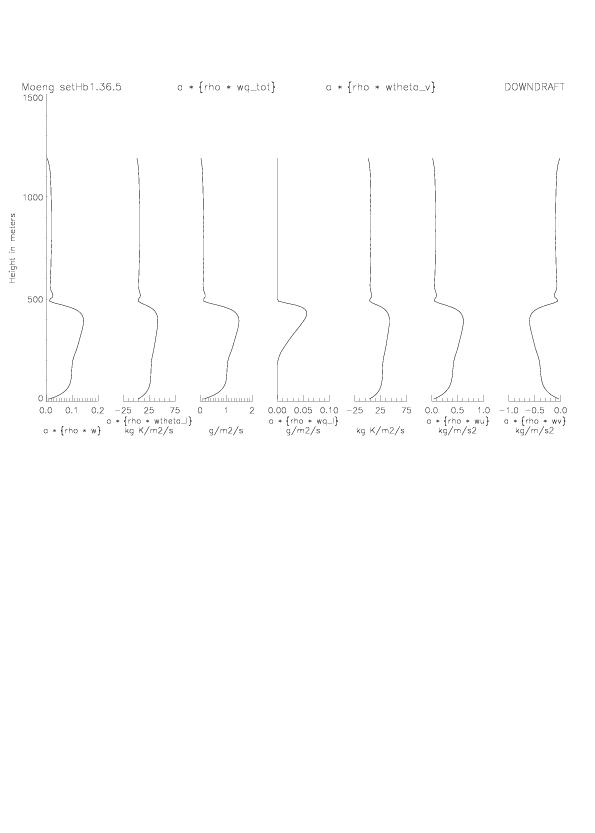 Moeng setHb1.36.5 a * {rho * wq_tot} a * {rho * wtheta_v} DOWNDRAFT
1500
1000
Height in meters
500
0
0.0 0.1 0.2 -25 25 75 0 1 2 0.00 0.05 0.10 -25 25 75 0.0 0.5 1.0 -1.0 -0.5 0.0
a * {rho * wtheta_l} a * {rho * wq_l} a * {rho * wu} a * {rho * wv}
a * {rho * w} kg K/m2/s g/m2/s g/m2/s kg K/m2/s kg/m/s2 kg/m/s2